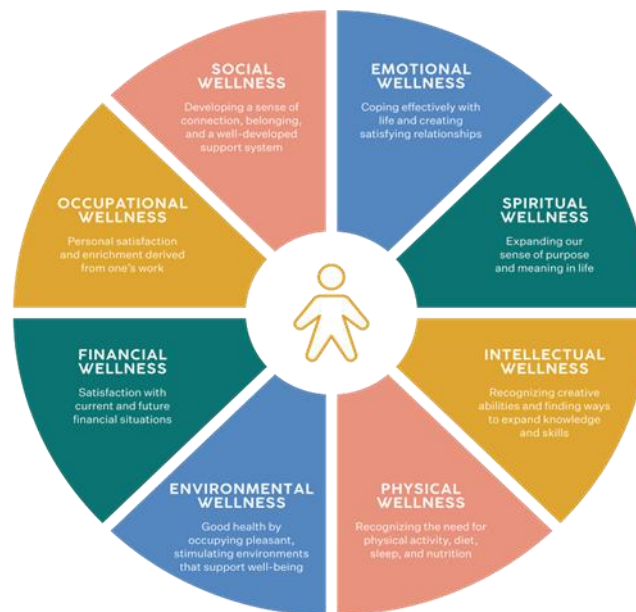 SOCIAL
WELLNESS
Developing a sense of
connection, belonging,
and a well-developed
support system
EMOTIONAL
WELLNESS
Coping effectively with
life and creating
satisfying relationships
SPIRITUAL
WELLNESS
Expanding our
sense of purpose
and meaning in life
INTELLECTUAL
WELLNESS
Recognizing creative
abilities and finding ways
to expand knowledge
and skills
PHYSICAL
WELLNESS
Recognizing the need for
physical activity, diet,
sleep, and nutrition
ENVIRONMENTAL
WELLNESS
Good health by
occupying pleasant,
stimulating environments
that support well-being
FINANCIAL
WELLNESS
Satisfaction with
current and future
financial situations
OCCUPATIONAL
WELLNESS
Personal satisfaction
and enrichment derived
from one's work